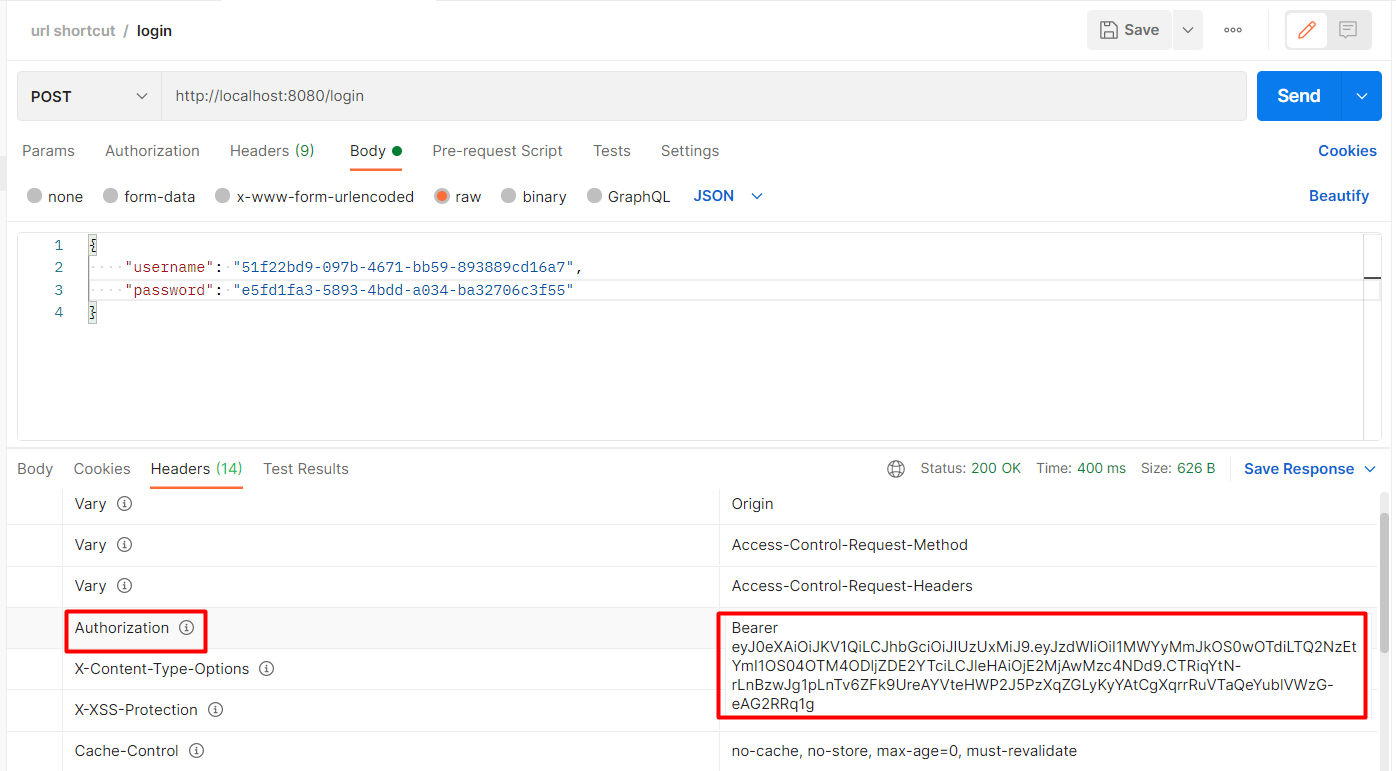 url shortcut / login
Save
POST
http://localhost:8080/login
Send
Params Authorization Headers (9) Body Pre-request Script Tests Settings Cookies
none form-data x-www-form-urlencoded raw binary GraphQL JSON Beautify
1 {
2 "username": "51f22bd9-097b-4671-bb59-893889cd16a7",
3 "password": "e5fd1fa3-5893-4bdd-a034-ba32706c3f55"
4 }
Body Cookies Headers (14) Test Results Status: 200 OK Time: 400 ms Size: 626 B Save Response
Vary Origin
Vary Access-Control-Request-Method
Vary Access-Control-Request-Headers
Authorization Bearer
eyJ0eXAiOiJKV1QiLCJhbGciOiJIUzUxMiJ9.eyJzdWIiOiI1MWYyMmJkOS0wOTdiLTQ2NzEt
YmI1OS04OTM4ODljZDE2YTciLCJleHAiOjE2MjAwMzc4NDd9.CTRiqYtN-
rLnBzwJg1pLnTv6ZFk9UreAYVteHWP2J5PzXqZGLyKyYAtCgXqrrRuVTaQeYublVWzG-
eAG2RRq1g
X-Content-Type-Options
X-XSS-Protection
Cache-Control no-cache, no-store, max-age=0, must-revalidate